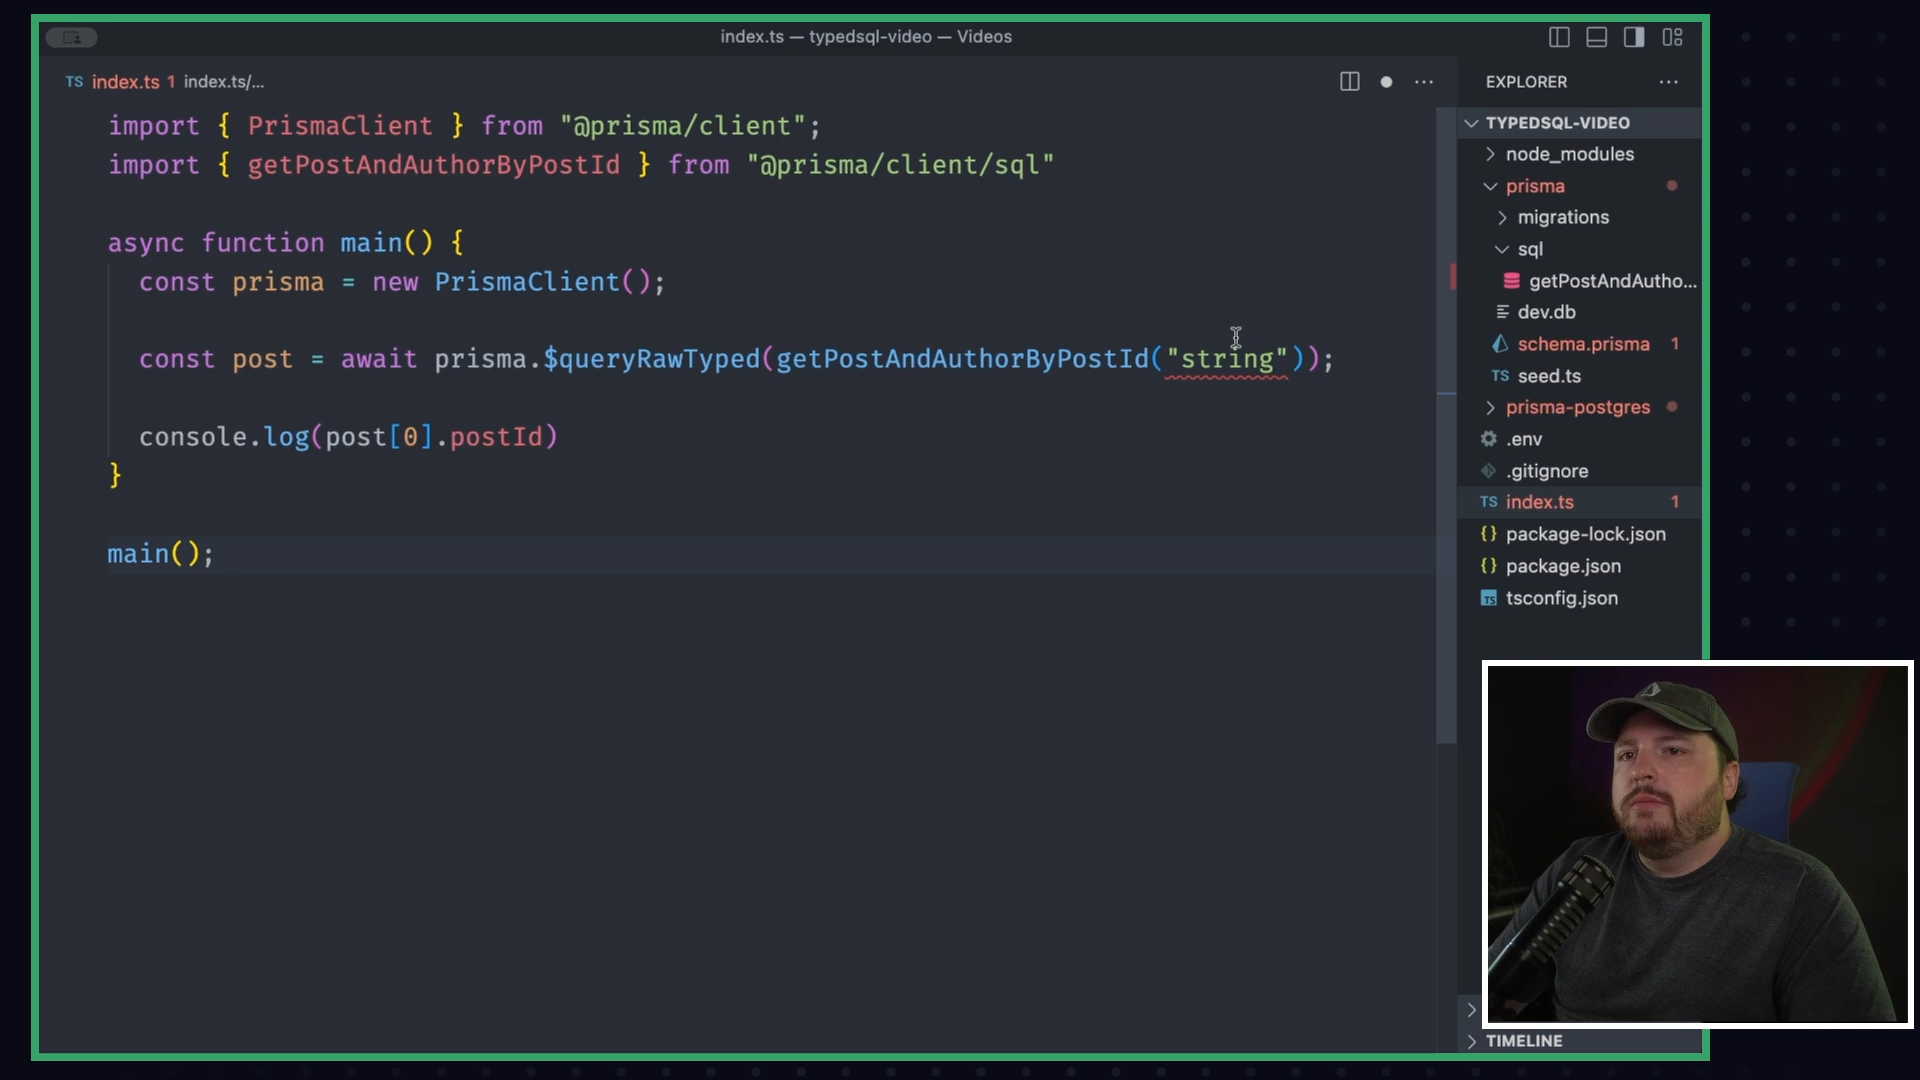 index.ts — typedsql-video — Videos
TS index.ts 1 index.ts/...
import { PrismaClient } from "@prisma/client";
import { getPostAndAuthorByPostId } from "@prisma/client/sql"
async function main() {
const prisma = new PrismaClient();
const post = await prisma.$queryRawTyped(getPostAndAuthorByPostId("string"));
console.log(post[0].postId)
}
main();
EXPLORER
TYPEDSQL-VIDEO
node_modules
prisma
migrations
sql
getPostAndAutho...
dev.db
schema.prisma 1
TS seed.ts
prisma-postgres
.env
.gitignore
TS index.ts 1
{} package-lock.json
{} package.json
TS tsconfig.json
TIMELINE